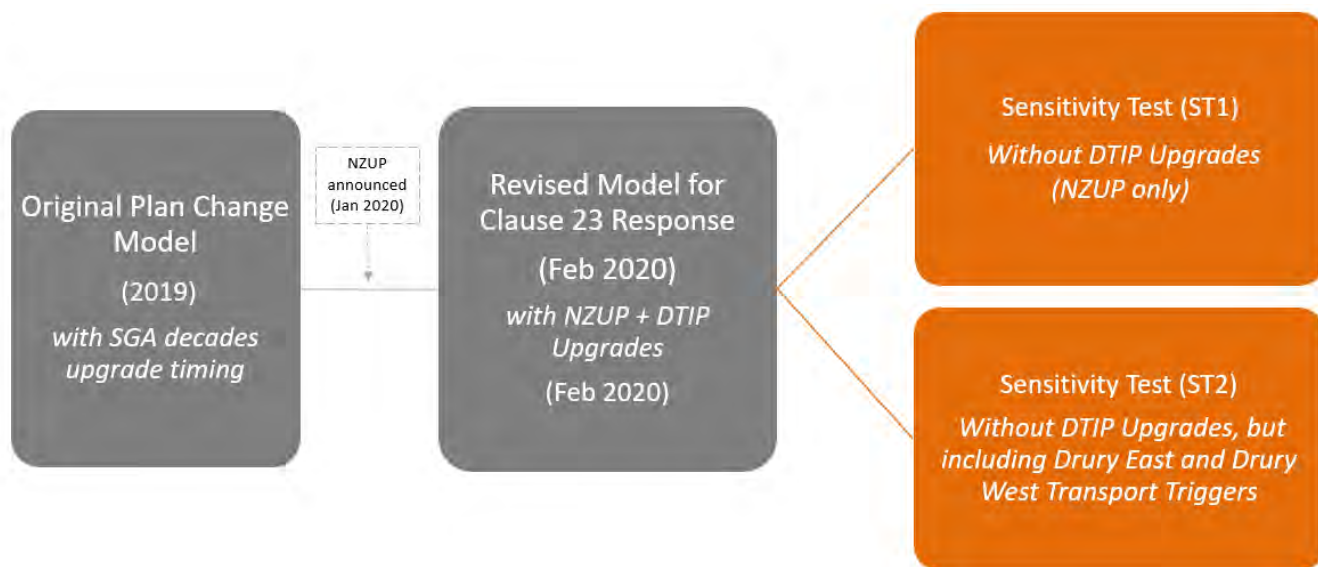 Original Plan Change
Model
(2019)
with SGA decades
upgrade timing
NZUP
announced
(Jan 2020)
Revised Model for
Clause 23 Response
(Feb 2020)
with NZUP + DTIP
Upgrades
(Feb 2020)
Sensitivity Test (ST1)
Without DTIP Upgrades
(NZUP only)
Sensitivity Test (ST2)
Without DTIP Upgrades, but
including Drury East and Drury
West Transport Triggers